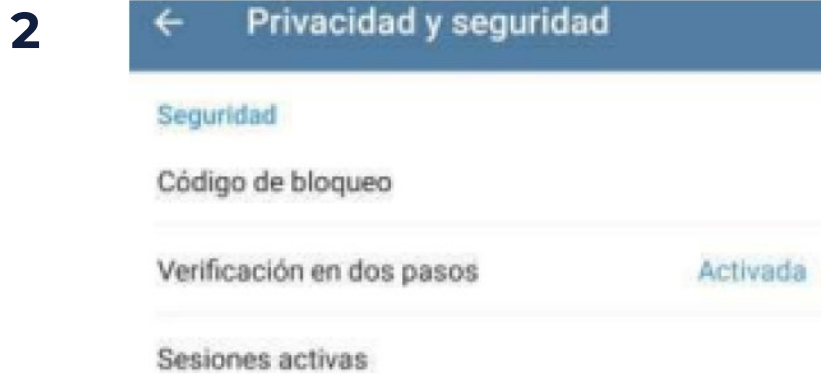 2
Privacidad y seguridad
Seguridad
Código de bloqueo
Verificación en dos pasos Activada
Sesiones activas